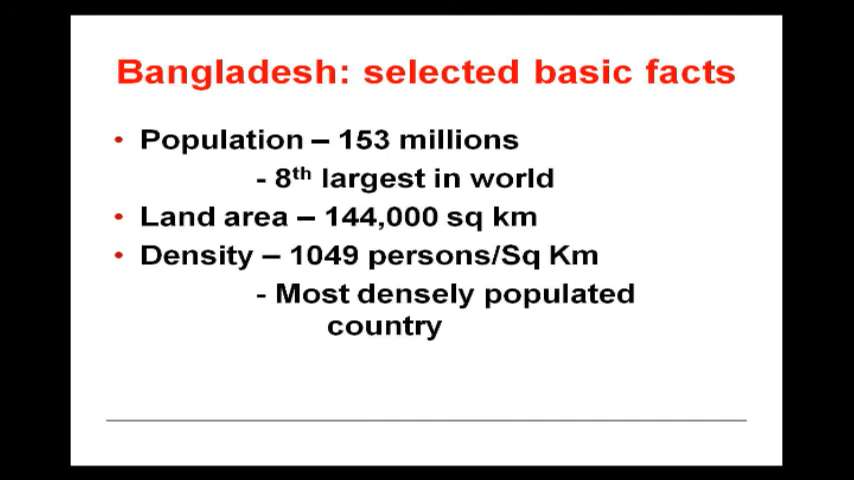 Bangladesh: selected basic facts
• Population – 153 millions
- 8th largest in world
• Land area – 144,000 sq km
• Density – 1049 persons/Sq Km
- Most densely populated
country